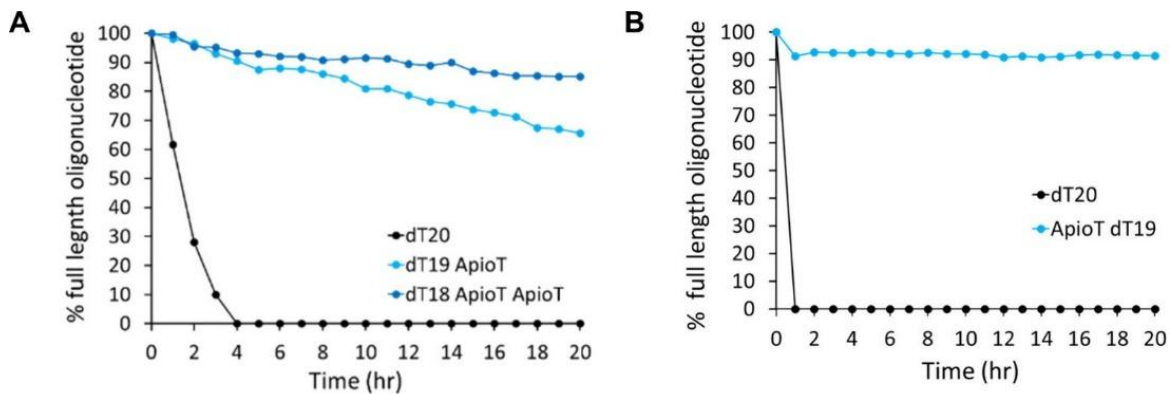 A
% full legnth oligonucleotide
100
90
80
70
60
50
40
30
20
10
0
dT20
dT19 ApioT
dT18 ApioT ApioT
0 2 4 6 8 10 12 14 16 18 20
Time (hr)
B
% full length oligonucleotide
100
90
80
70
60
50
40
30
20
10
0
dT20
ApioT dT19
0 2 4 6 8 10 12 14 16 18 20
Time (hr)